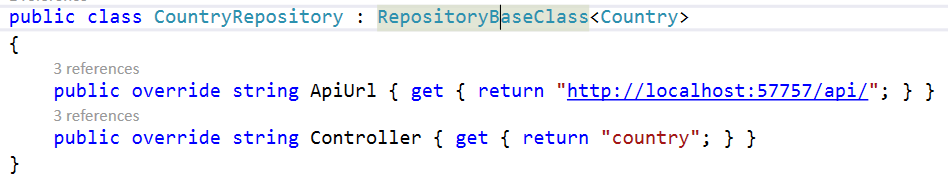 public class CountryRepository : RepositoryBaseClass<Country>
{
3 references
public override string ApiUrl { get { return "http://localhost:57757/api/"; } }
3 references
public override string Controller { get { return "country"; } }
}